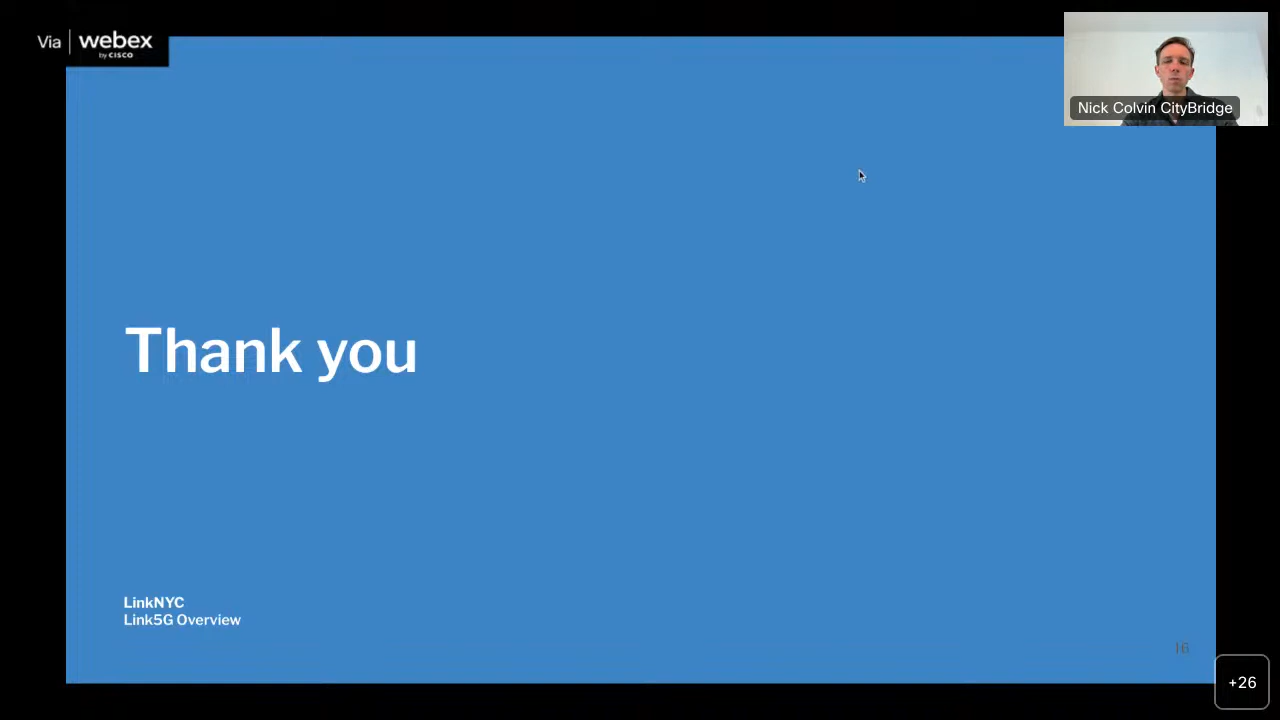 Via | webex
by CISCO
Nick Colvin CityBridge
Thank you
LinkNYC
Link5G Overview
16
+26